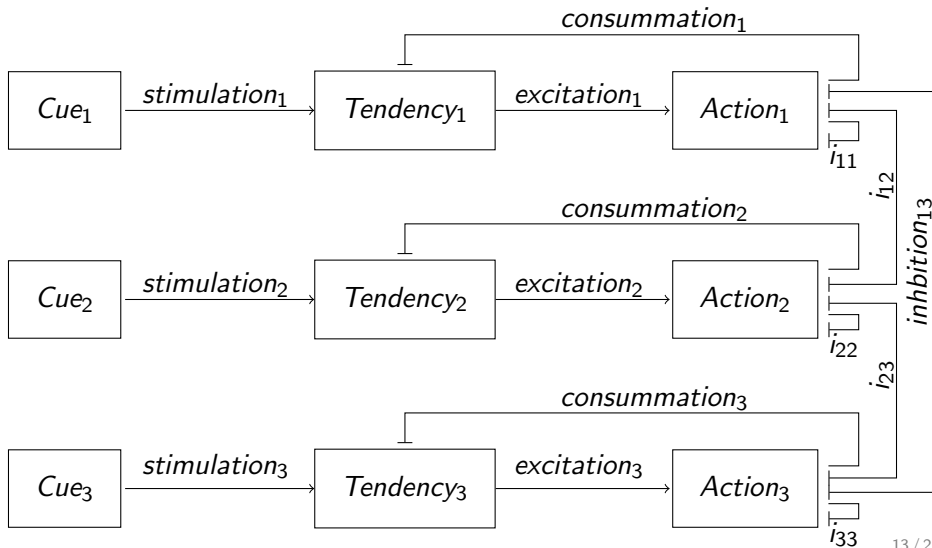 consummation₁
Cue₁ stimulation₁ Tendency₁ excitation₁ Action₁
i₁₁
i₁₂
consummation₂
inhbition₁₃
Cue₂ stimulation₂ Tendency₂ excitation₂ Action₂
i₂₂
i₂₃
consummation₃
Cue₃ stimulation₃ Tendency₃ excitation₃ Action₃
i₃₃
13 / 2